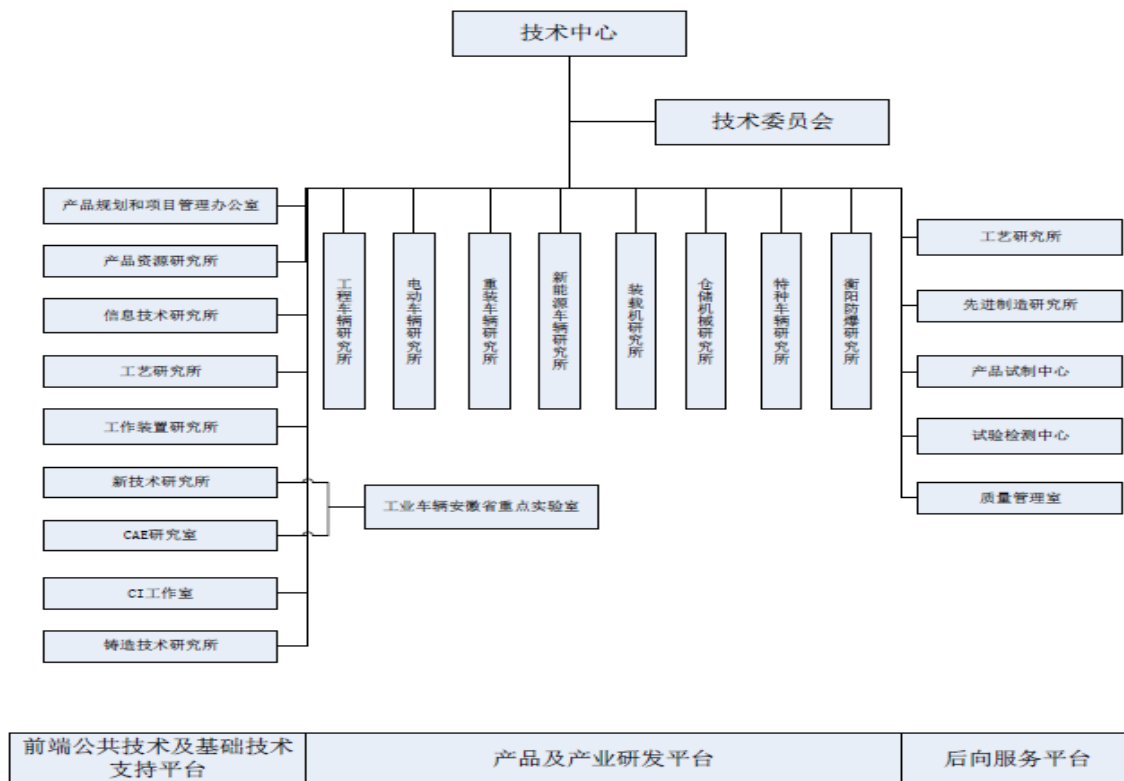 技术中心
技术委员会
产品规划和项目管理办公室
产品资源研究所
信息技术研究所
工艺研究所
工作装置研究所
新技术研究所
CAE研究室
CI工作室
铸造技术研究所
工程车辆研究所
电动车辆研究所
重装车辆研究所
新能源车辆研究所
装载机研究所
仓储机械研究所
特种车辆研究所
衡阳防爆研究所
工业车辆安徽省重点实验室
工艺研究所
先进制造研究所
产品试制中心
试验检测中心
质量管理室
前端公共技术及基础技术
支持平台
产品及产业研发平台
后向服务平台